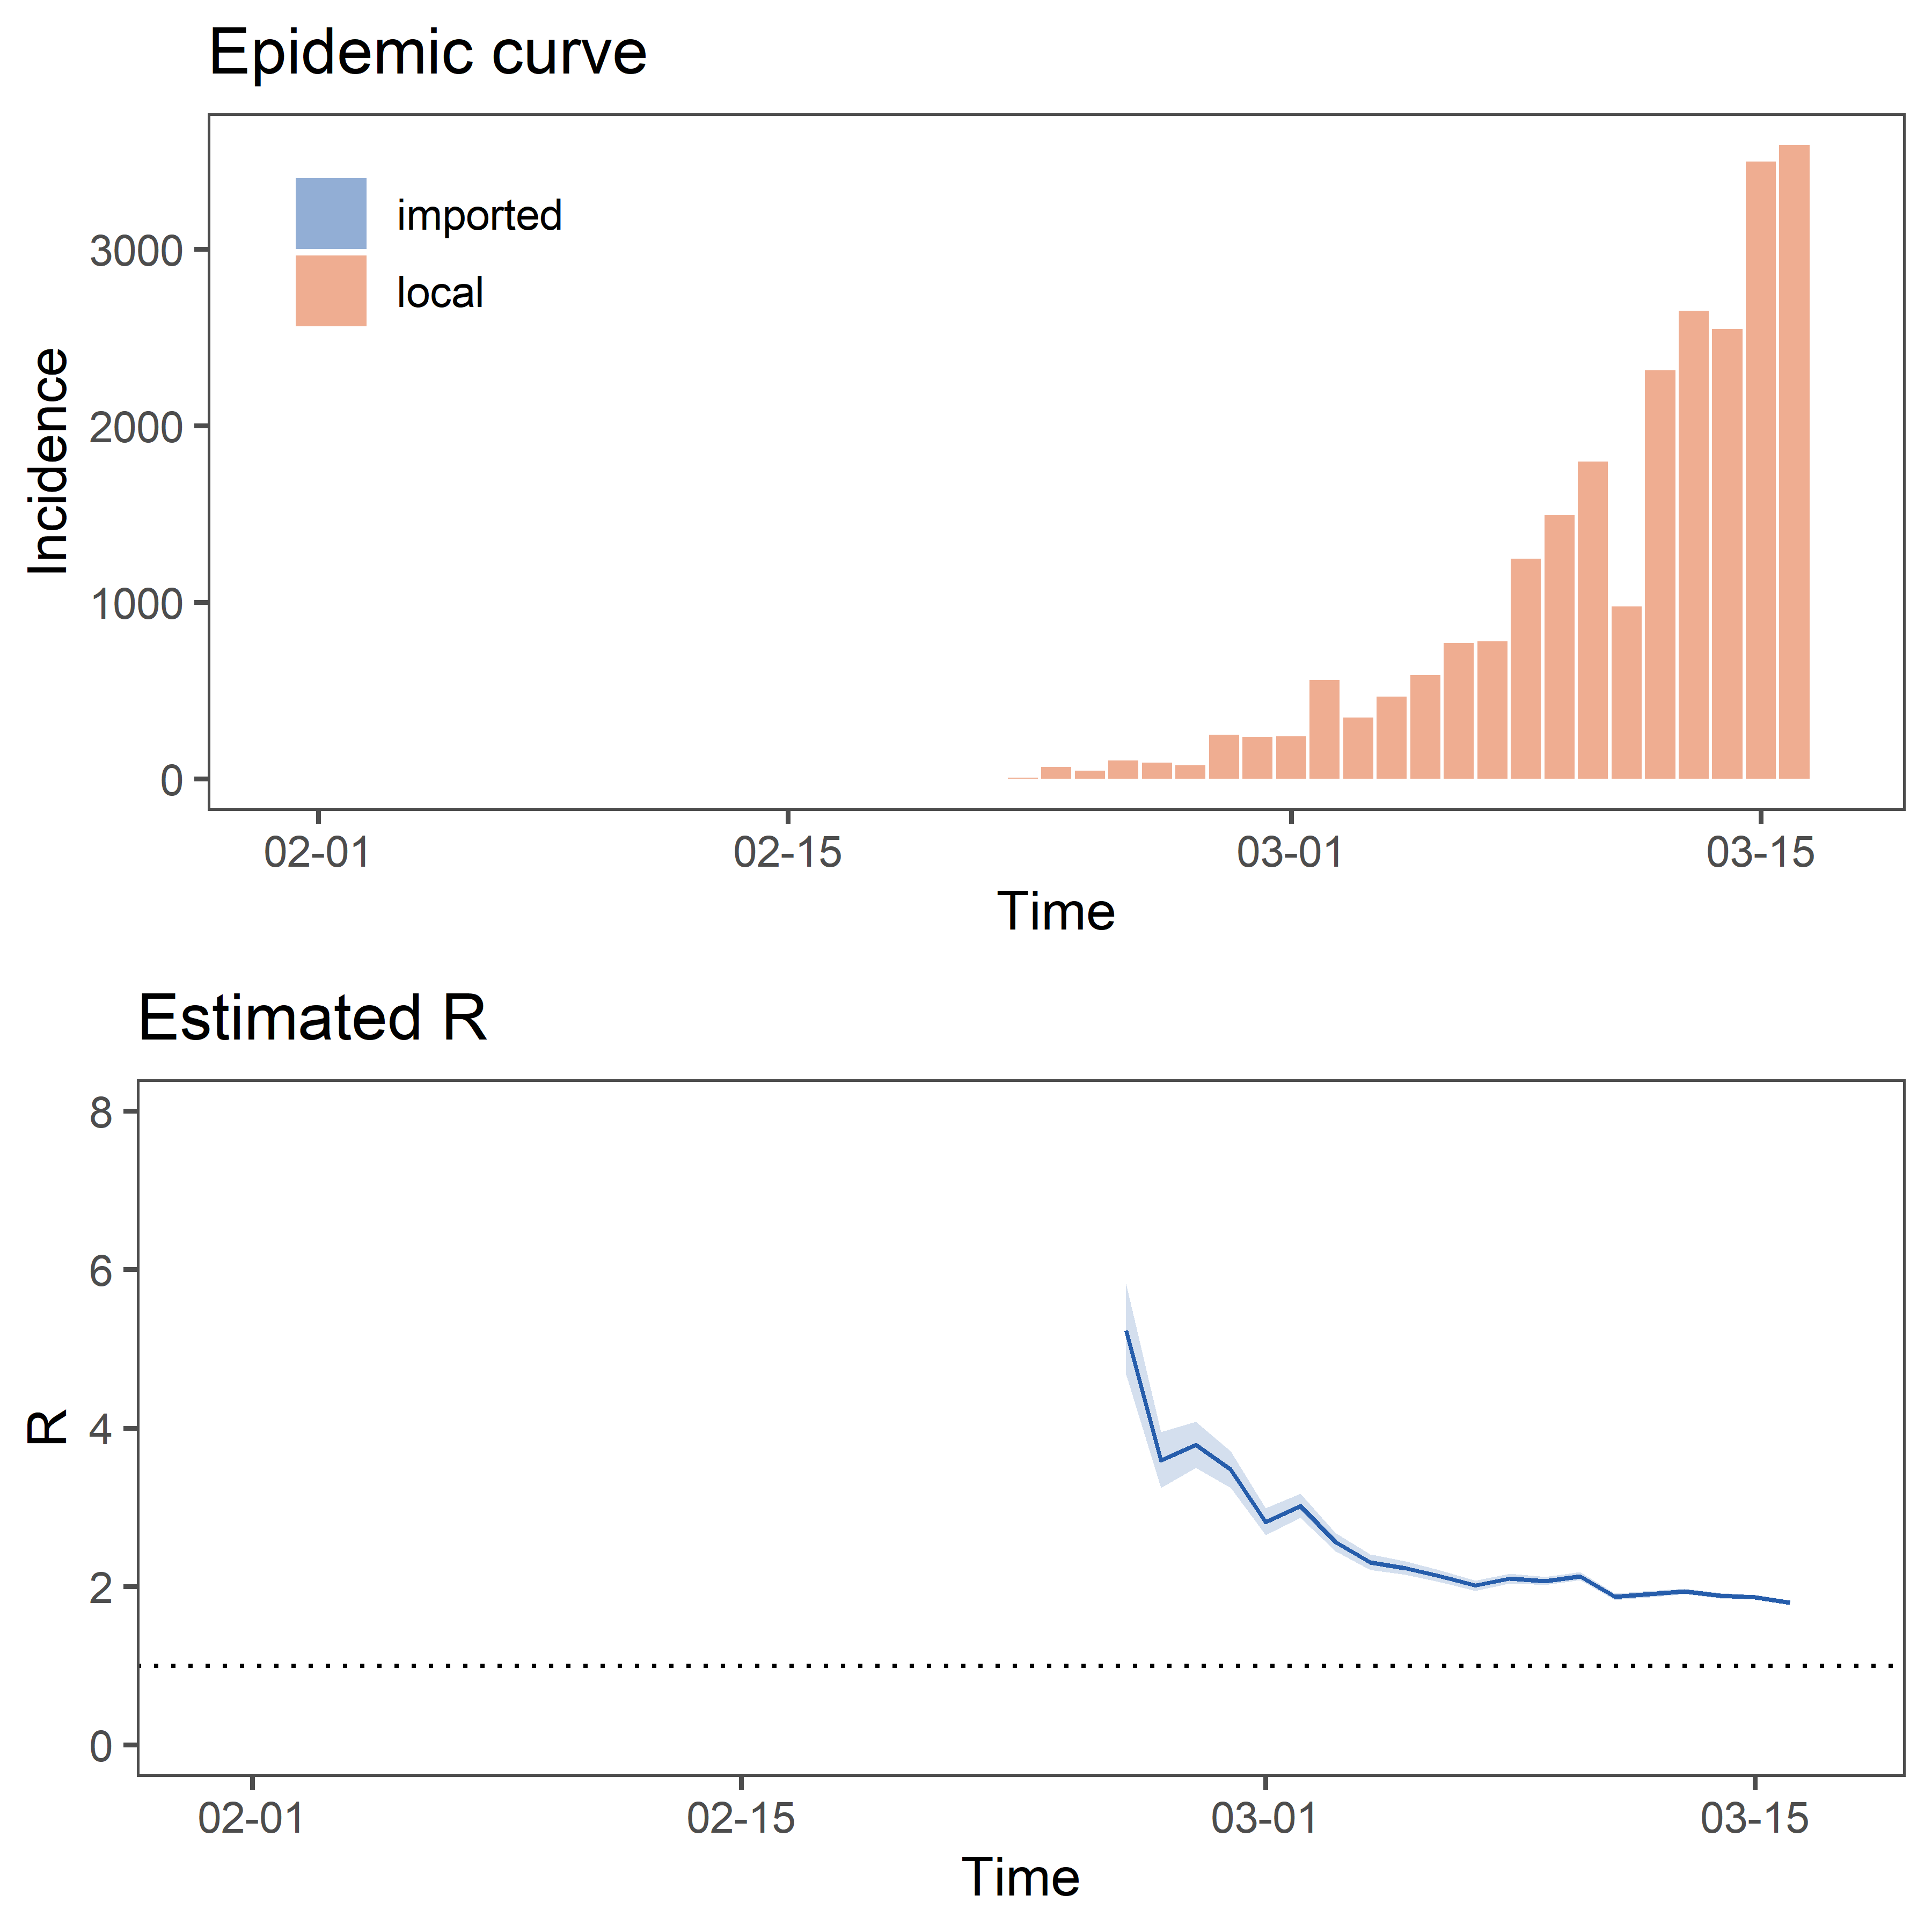 Epidemic curve
imported
local
3000
2000
1000
0
Incidence
02-01 02-15 03-01 03-15
Time
Estimated R
8
6
4
2
0
R
02-01 02-15 03-01 03-15
Time